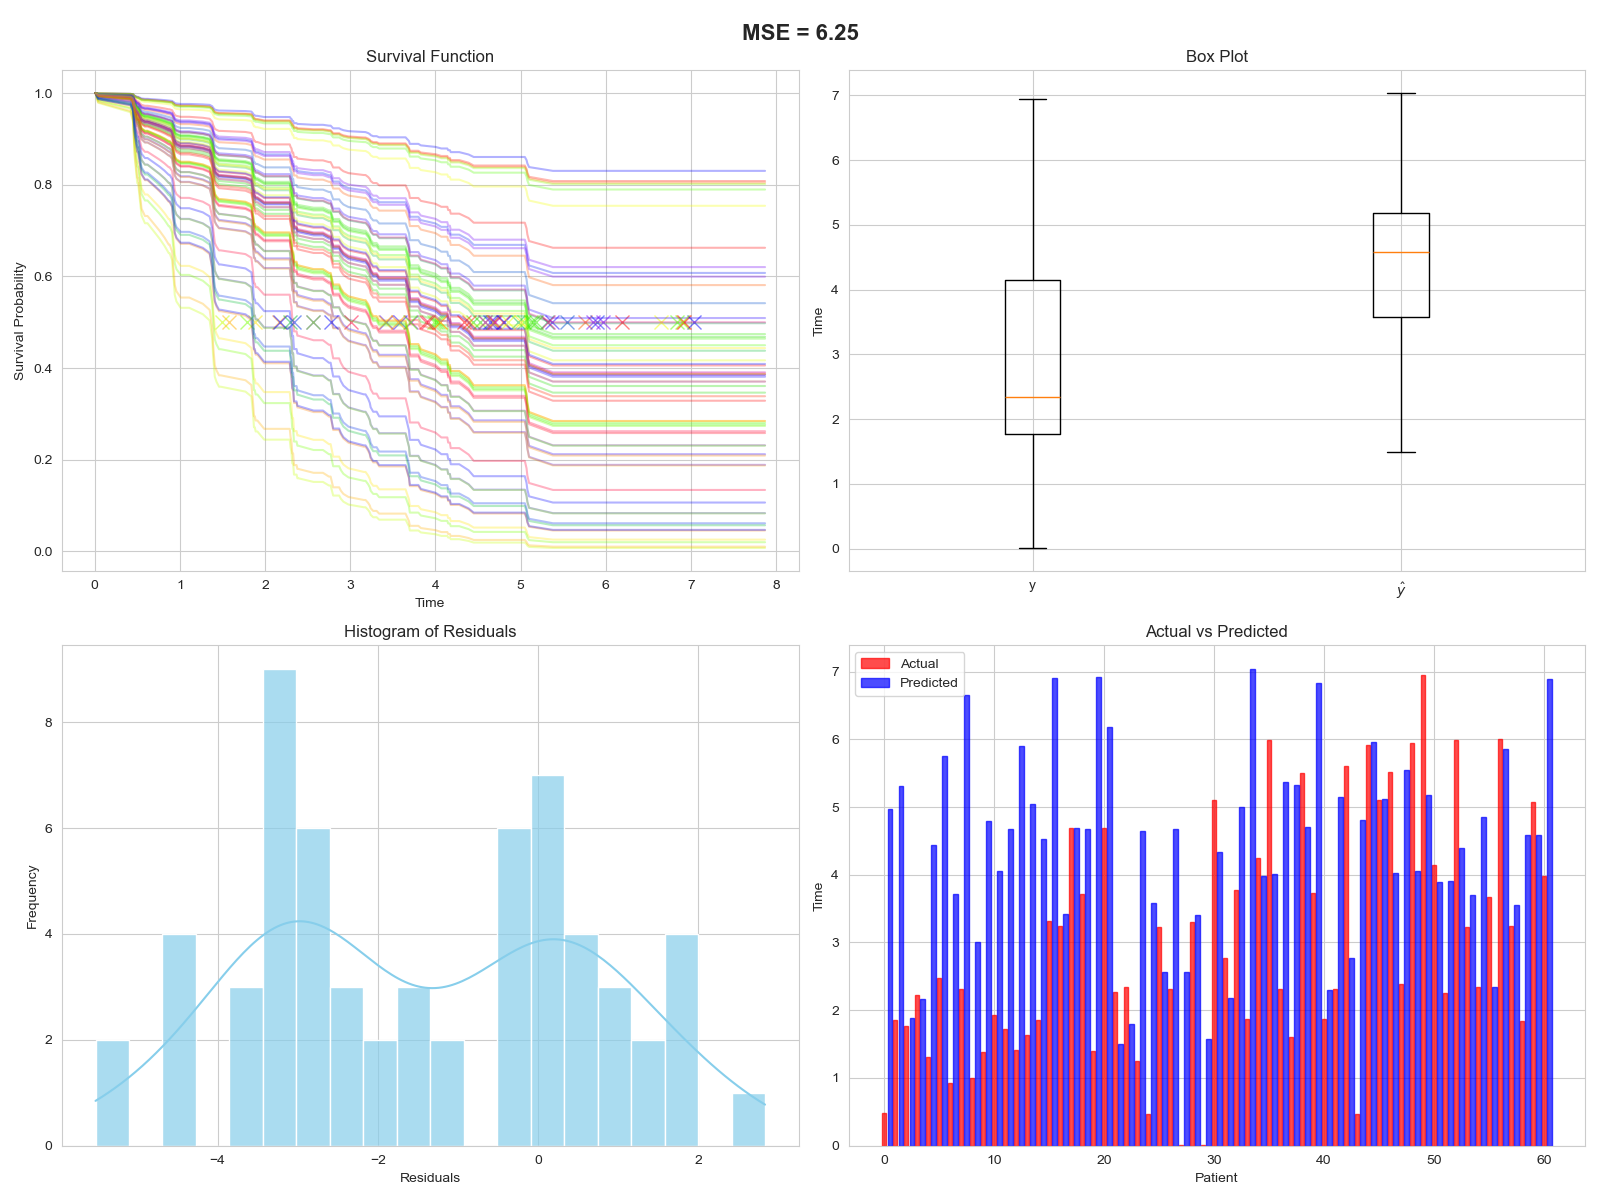 MSE = 6.25
Survival Function
Survival Probability
1.0
0.8
0.6
0.4
0.2
0.0
0 1 2 3 4 5 6 7 8
Time
Box Plot
Time
7
6
5
4
3
2
1
0
y ŷ
Histogram of Residuals
Frequency
8
6
4
2
0
−4 −2 0 2
Residuals
Actual vs Predicted
Actual
Predicted
Time
7
6
5
4
3
2
1
0
0 10 20 30 40 50 60
Patient